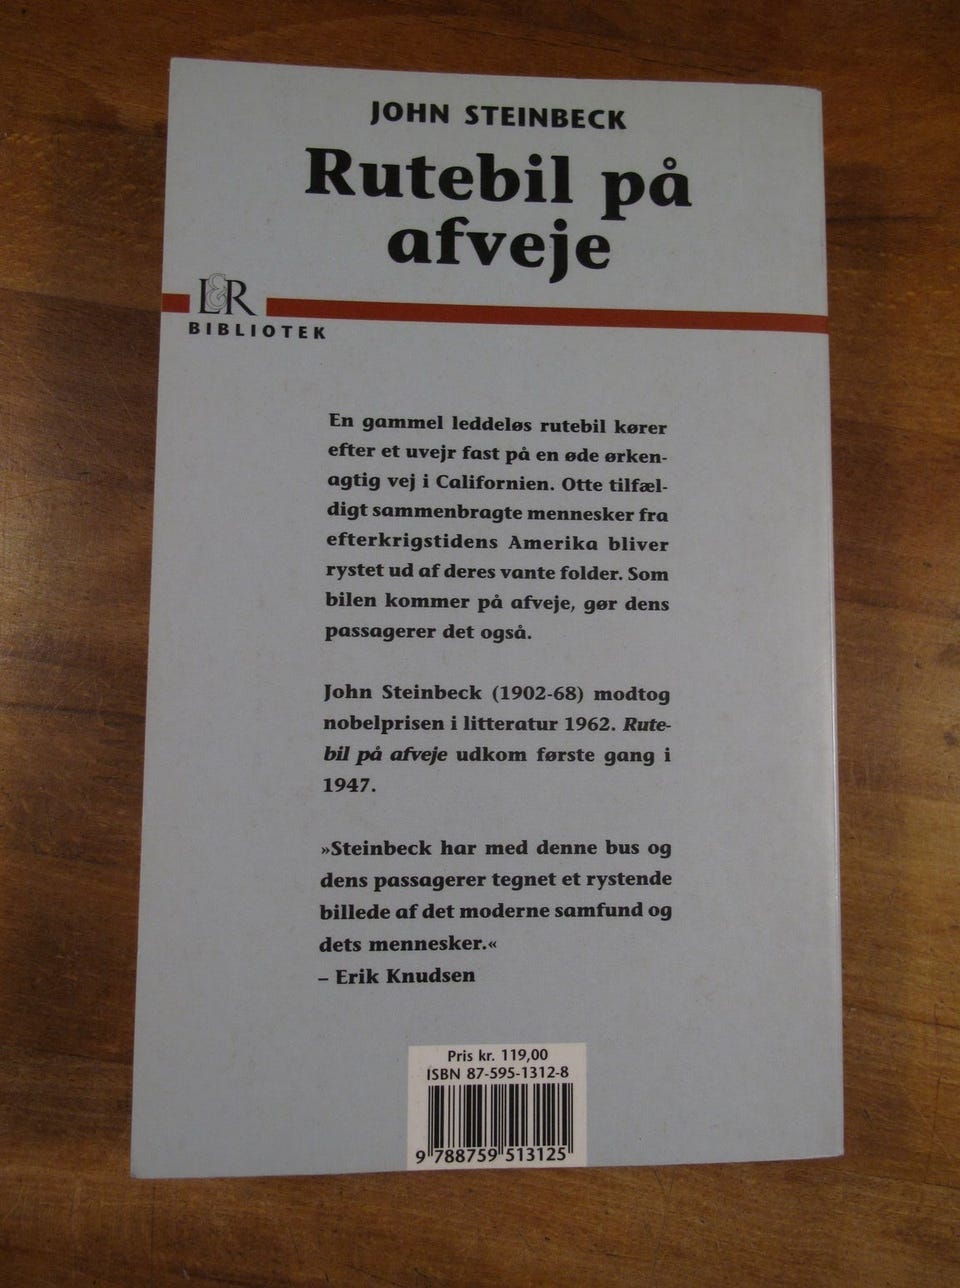 JOHN STEINBECK
Rutebil på
afveje
L&R
BIBLIOTEK
En gammel leddeløs rutebil kører
efter et uvejr fast på en øde ørken-
agtig vej i Californien. Otte tilfæl-
digt sammenbragte mennesker fra
efterkrigstidens Amerika bliver
rystet ud af deres vante folder. Som
bilen kommer på afveje, gør dens
passagerer det også.
John Steinbeck (1902-68) modtog
nobelprisen i litteratur 1962. Rute-
bil på afveje udkom første gang i
1947.
»Steinbeck har med denne bus og
dens passagerer tegnet et rystende
billede af det moderne samfund og
dets mennesker.«
– Erik Knudsen
Pris kr. 119,00
ISBN 87-595-1312-8
9 788759 513125